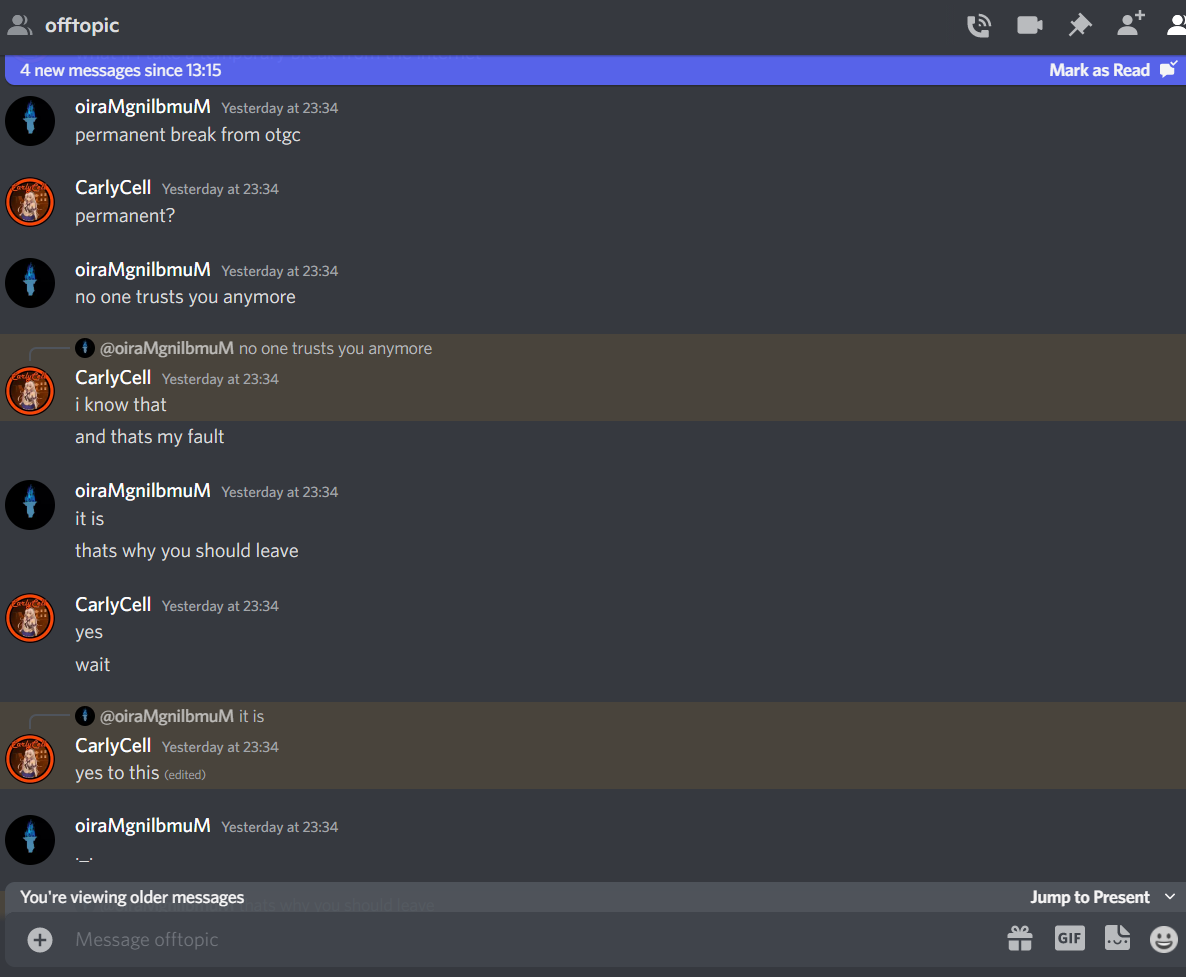 offtopic
4 new messages since 13:15 Mark as Read
oiraMgnilbmuM Yesterday at 23:34
permanent break from otgc
CarlyCell Yesterday at 23:34
permanent?
oiraMgnilbmuM Yesterday at 23:34
no one trusts you anymore
@oiraMgnilbmuM no one trusts you anymore
CarlyCell Yesterday at 23:34
i know that
and thats my fault
oiraMgnilbmuM Yesterday at 23:34
it is
thats why you should leave
CarlyCell Yesterday at 23:34
yes
wait
@oiraMgnilbmuM it is
CarlyCell Yesterday at 23:34
yes to this (edited)
oiraMgnilbmuM Yesterday at 23:34
._.
You're viewing older messages Jump to Present
thats why you should leave
Message offtopic GIF